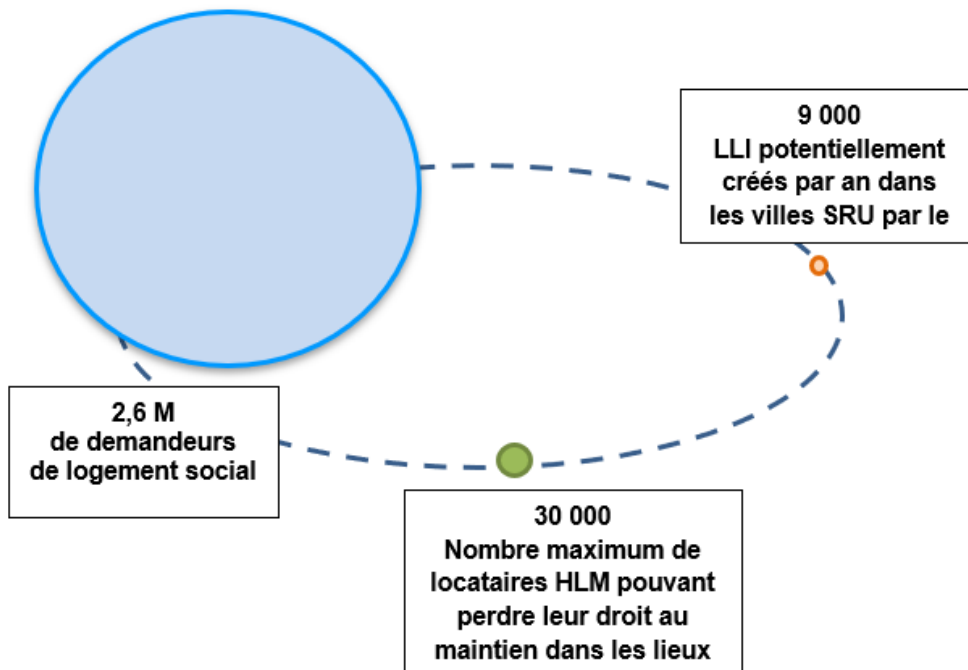 9 000
LLI potentiellement
créés par an dans
les villes SRU par le
2,6 M
de demandeurs
de logement social
30 000
Nombre maximum de
locataires HLM pouvant
perdre leur droit au
maintien dans les lieux